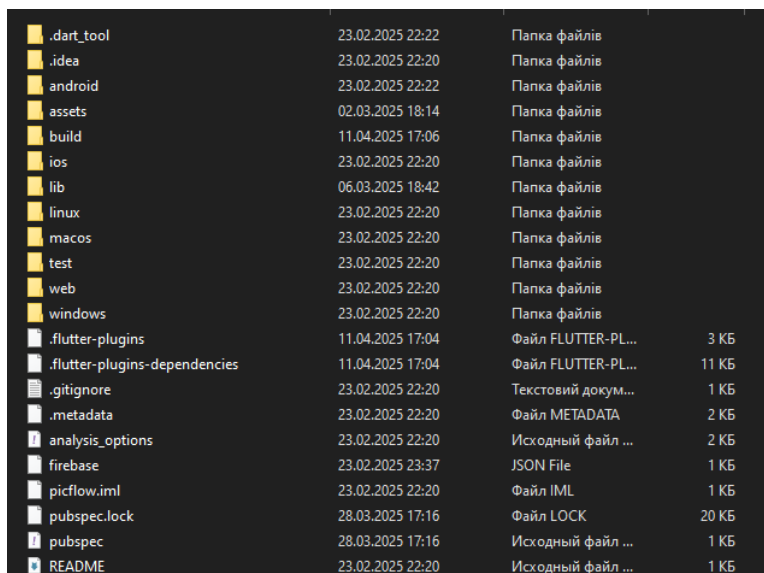 .dart_tool 23.02.2025 22:22 Папка файлів
.idea 23.02.2025 22:20 Папка файлів
android 23.02.2025 22:22 Папка файлів
assets 02.03.2025 18:14 Папка файлів
build 11.04.2025 17:06 Папка файлів
ios 23.02.2025 22:20 Папка файлів
lib 06.03.2025 18:42 Папка файлів
linux 23.02.2025 22:20 Папка файлів
macos 23.02.2025 22:20 Папка файлів
test 23.02.2025 22:20 Папка файлів
web 23.02.2025 22:20 Папка файлів
windows 23.02.2025 22:20 Папка файлів
.flutter-plugins 11.04.2025 17:04 Файл FLUTTER-PL... 3 КБ
.flutter-plugins-dependencies 11.04.2025 17:04 Файл FLUTTER-PL... 11 КБ
.gitignore 23.02.2025 22:20 Текстовий докум... 1 КБ
.metadata 23.02.2025 22:20 Файл METADATA 2 КБ
analysis_options 23.02.2025 22:20 Исходный файл ... 2 КБ
firebase 23.02.2025 23:37 JSON File 1 КБ
picflow.iml 23.02.2025 22:20 Файл IML 1 КБ
pubspec.lock 28.03.2025 17:16 Файл LOCK 20 КБ
pubspec 28.03.2025 17:16 Исходный файл ... 1 КБ
README 23.02.2025 22:20 Исходный файл ... 1 КБ